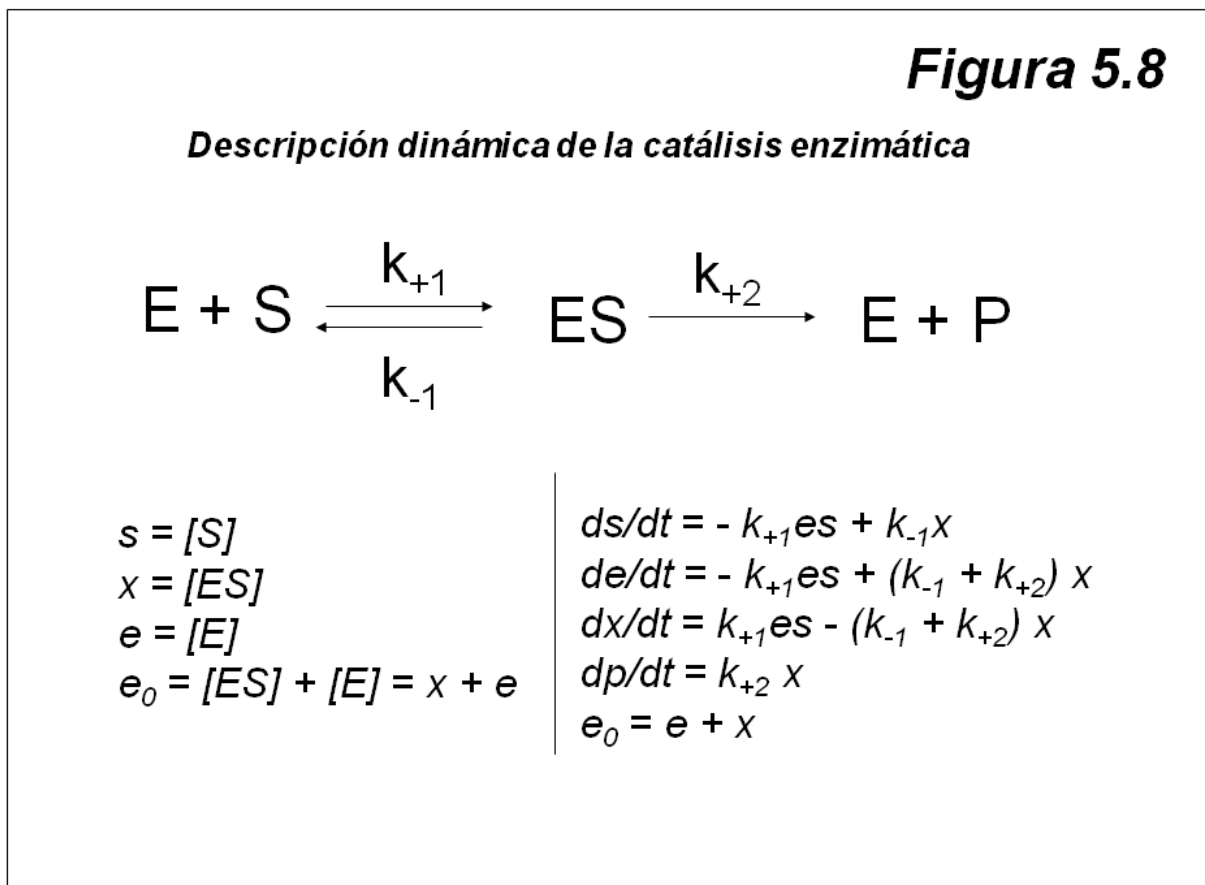 Figura 5.8
Descripción dinámica de la catálisis enzimática
k+1
k+2
E + S ES E + P
k-1
s = [S]
x = [ES]
e = [E]
e0 = [ES] + [E] = x + e
ds/dt = - k+1es + k-1x
de/dt = - k+1es + (k-1 + k+2) x
dx/dt = k+1es - (k-1 + k+2) x
dp/dt = k+2 x
e0 = e + x